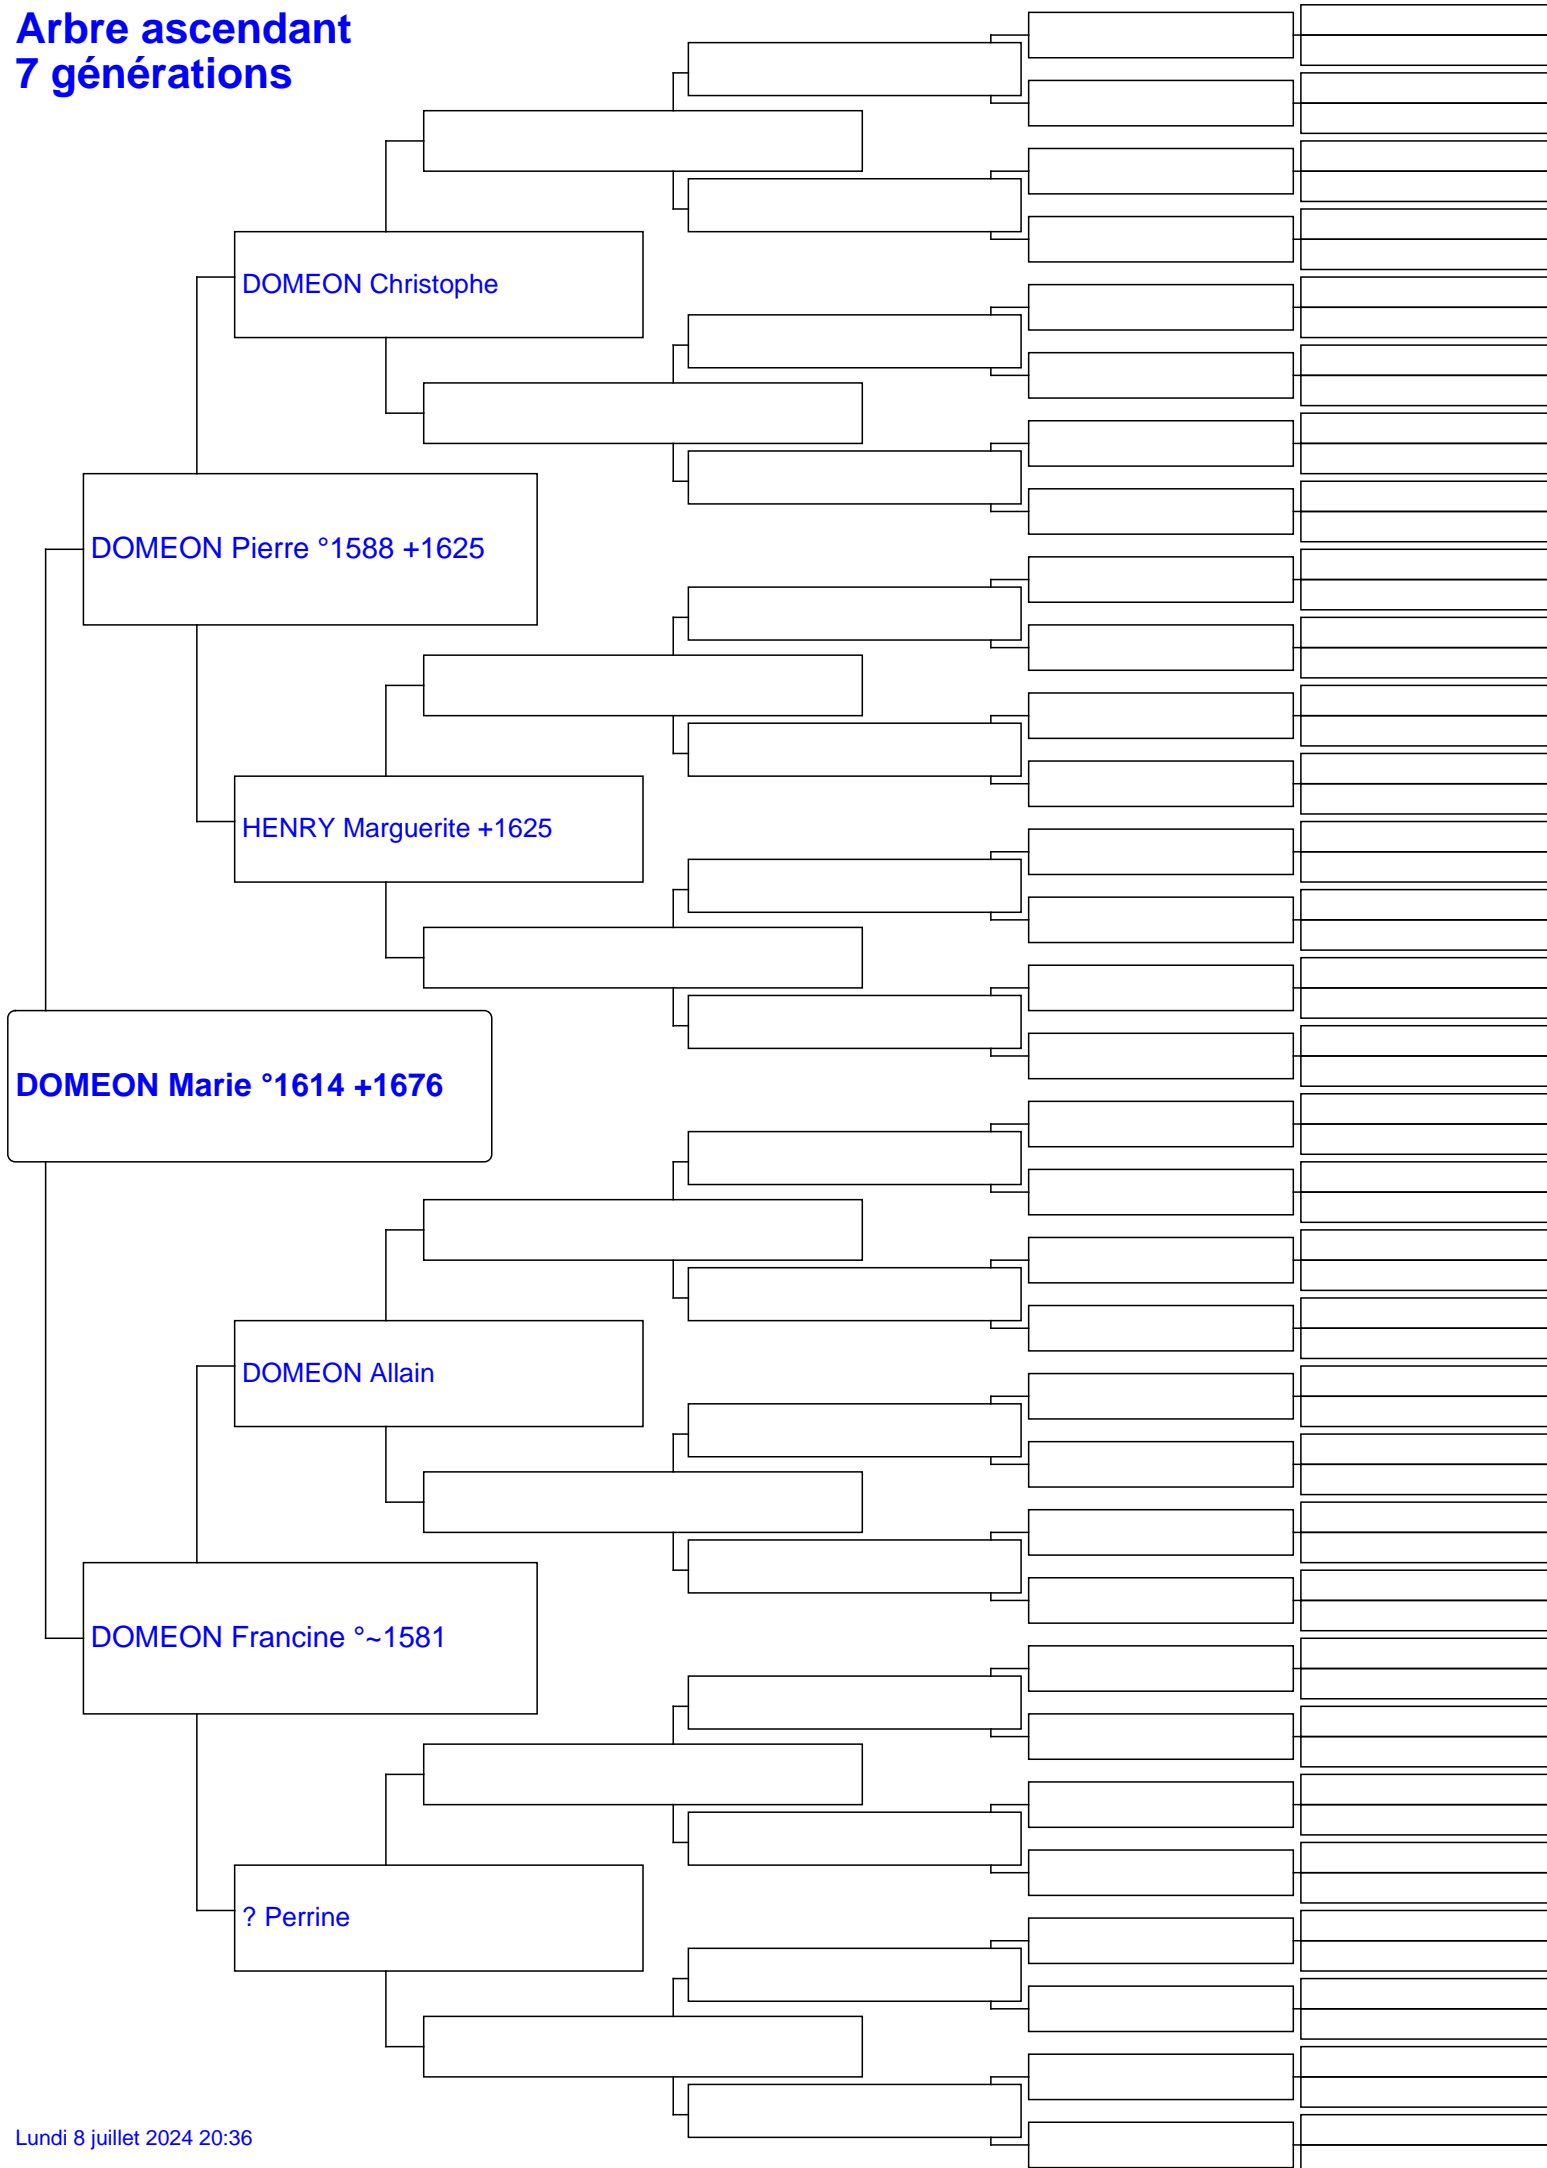 Arbre ascendant
7 générations
DOMEON Christophe
DOMEON Pierre °1588 +1625
HENRY Marguerite +1625
DOMEON Marie °1614 +1676
DOMEON Allain
DOMEON Francine °~1581
? Perrine
Lundi 8 juillet 2024 20:36